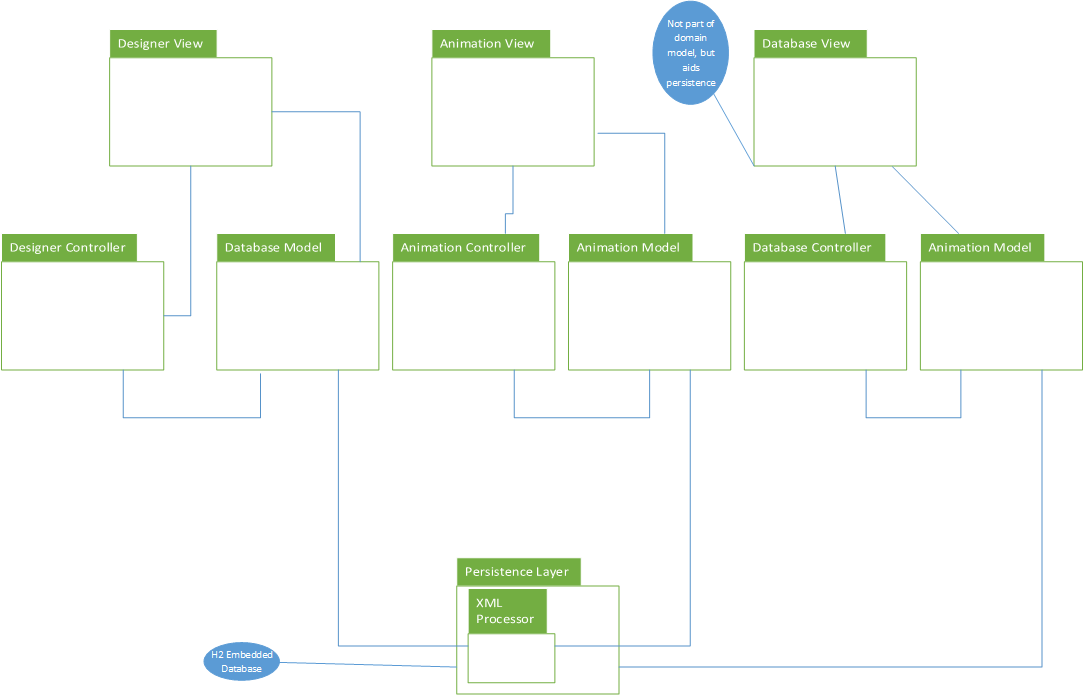 Designer View
Animation View
Not part of
domain
model, but
aids
persistence
Database View
Designer Controller
Database Model
Animation Controller
Animation Model
Database Controller
Animation Model
Persistence Layer
XML
Processor
H2 Embedded
Database